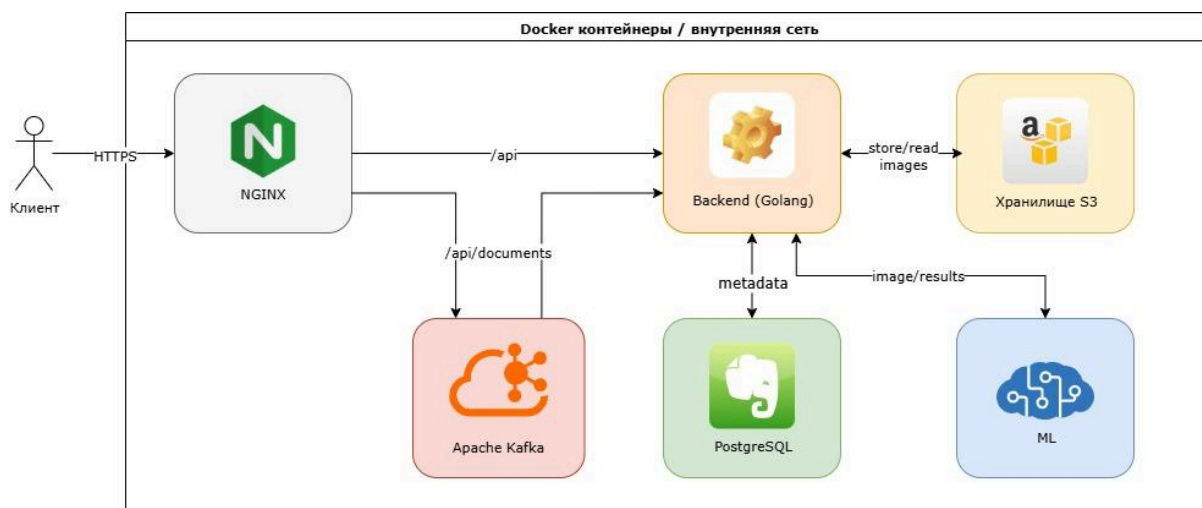 Docker контейнеры / внутренняя сеть
Клиент
HTTPS
N
NGINX
/api
/api/documents
Backend (Golang)
store/read
images
a
Хранилище S3
metadata
image/results
Apache Kafka
PostgreSQL
ML